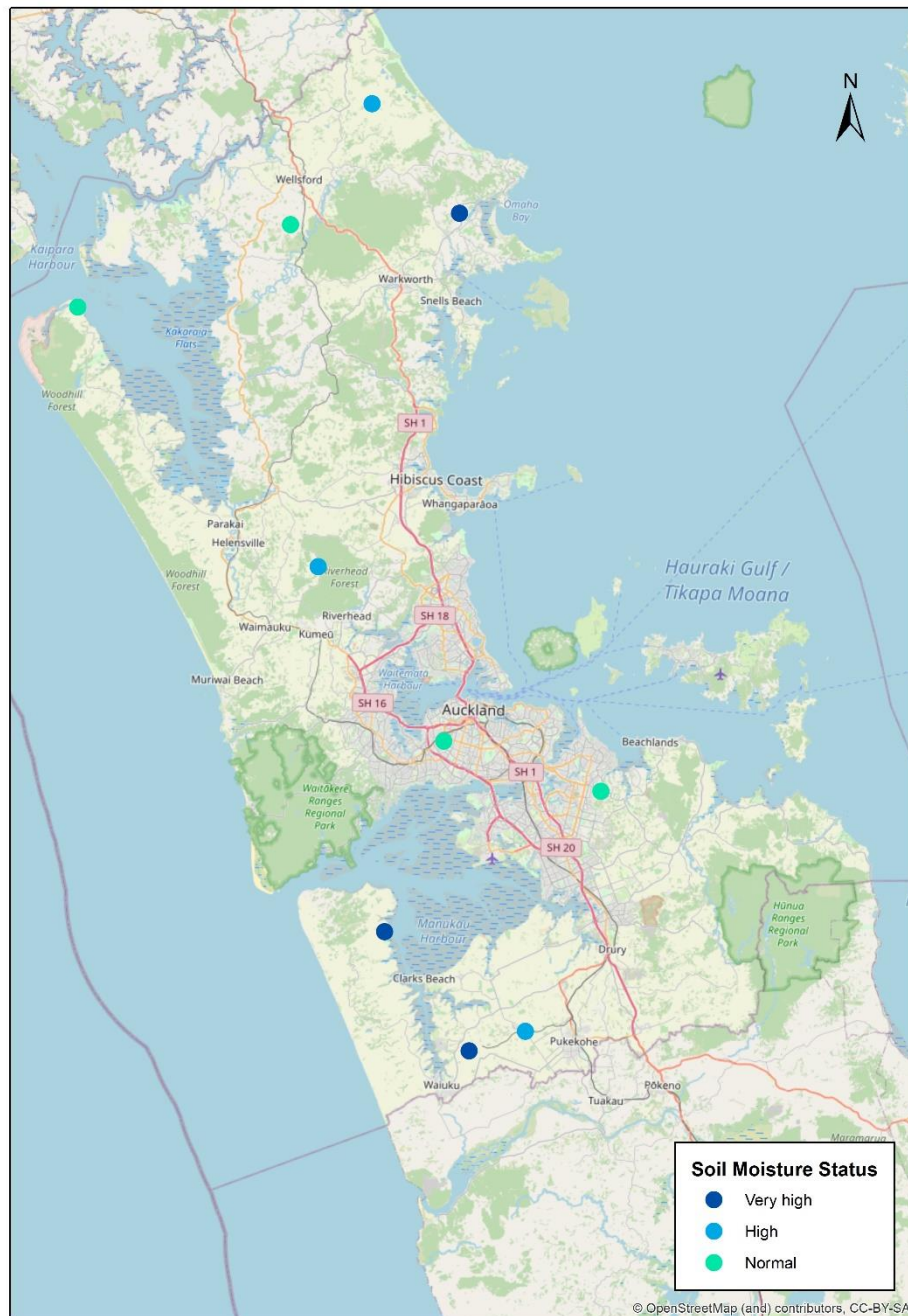 N
Wellsford
Omaha
Bay
Kaipara
Harbour
Warkworth
Snells Beach
Kakaraia
Flats
Woodhill
Forest
SH 1
Hibiscus Coast
Whangaparāoa
Parakai
Helensville
Woodhill
Forest
Riverhead
Forest
Hauraki Gulf /
Tīkapa Moana
Riverhead
SH 18
Waimauku
Kumeū
Muriwai Beach
Waitematā
Harbour
SH 16
Auckland
Beachlands
SH 1
Waitākere
Ranges
Regional
Park
SH 20
Hūnua
Ranges
Regional
Park
Manukau
Harbour
Drury
Clarks Beach
Pukekohe
Waiuku
Pōkeno
Tuakau
Maramarua
Soil Moisture Status
Very high
High
Normal
© OpenStreetMap (and) contributors, CC-BY-SA